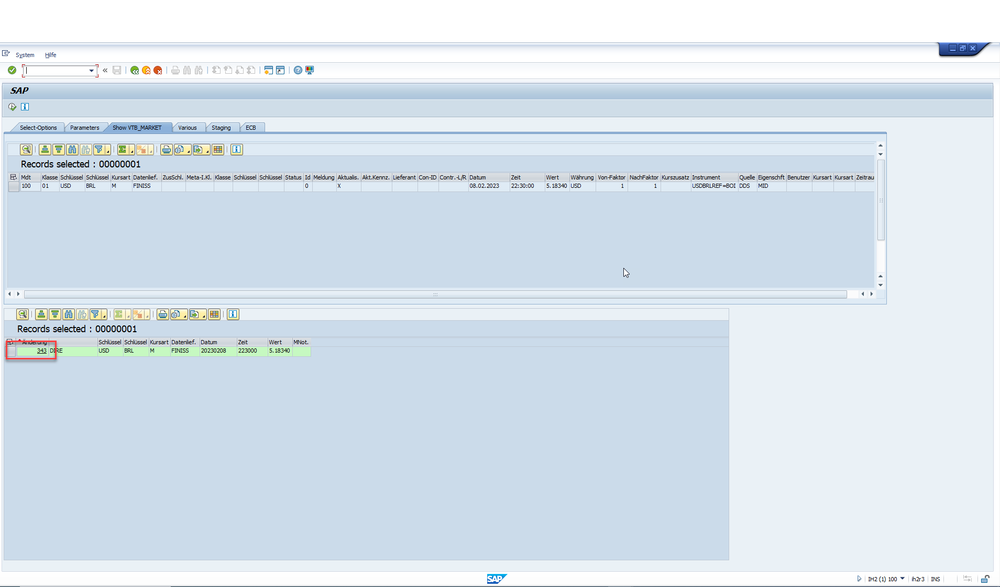 System Hilfe
SAP
Select-Options Parameters Show VTB_MARKET Various Staging ECB
Records selected : 00000001
Mdt Klasse Schlüssel Schlüssel Kursart Datenlief. ZusSchl. Meta-I.Kl. Klasse Schlüssel Schlüssel Status Id Meldung Aktualis. Akt.Kennz. Lieferant Con-ID Contr.-L/R Datum Zeit Wert Währung Von-Faktor NachFaktor Kurszusatz Instrument Quelle Eigenschft Benutzer Kursart Kursart Zeitrau
100 01 USD BRL M FINISS 0 X 08.02.2023 22:30:00 5.18340 USD 1 1 USDBRLREF=BOI DDS MID
Records selected : 00000001
Änderung Schlüssel Schlüssel Kursart Datenlief. Datum Zeit Wert MNot.
343 DIRE USD BRL M FINISS 20230208 223000 5.18340
SAP
IH2 (1) 100 ih2r3 INS